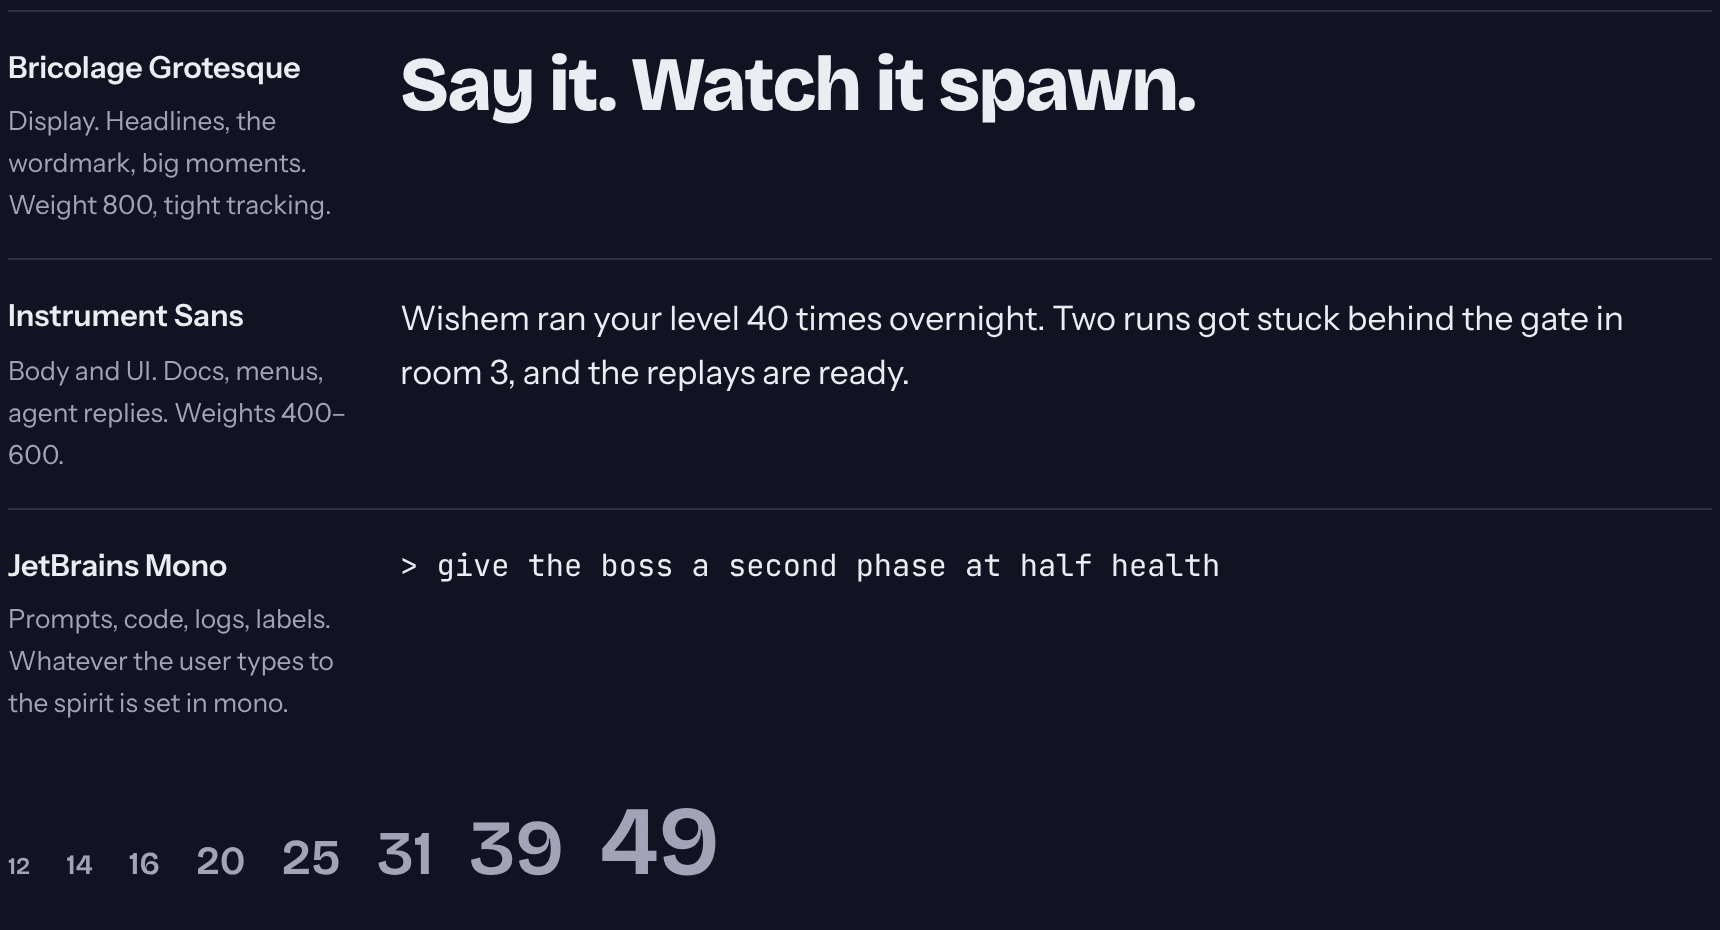 Bricolage Grotesque
Display. Headlines, the
wordmark, big moments.
Weight 800, tight tracking.
Say it. Watch it spawn.
Instrument Sans
Body and UI. Docs, menus,
agent replies. Weights 400–
600.
Wishem ran your level 40 times overnight. Two runs got stuck behind the gate in
room 3, and the replays are ready.
JetBrains Mono
Prompts, code, logs, labels.
Whatever the user types to
the spirit is set in mono.
> give the boss a second phase at half health
12 14 16 20 25 31 39 49